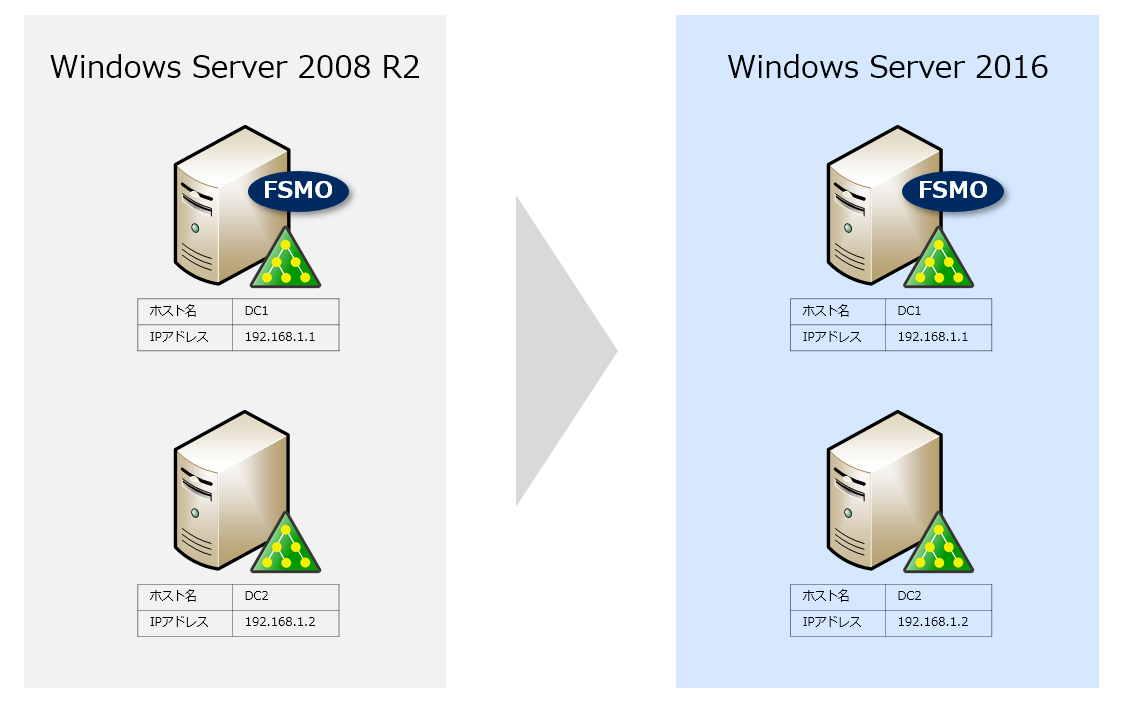 Windows Server 2008 R2
FSMO
ホスト名 DC1
IPアドレス 192.168.1.1
ホスト名 DC2
IPアドレス 192.168.1.2
Windows Server 2016
FSMO
ホスト名 DC1
IPアドレス 192.168.1.1
ホスト名 DC2
IPアドレス 192.168.1.2